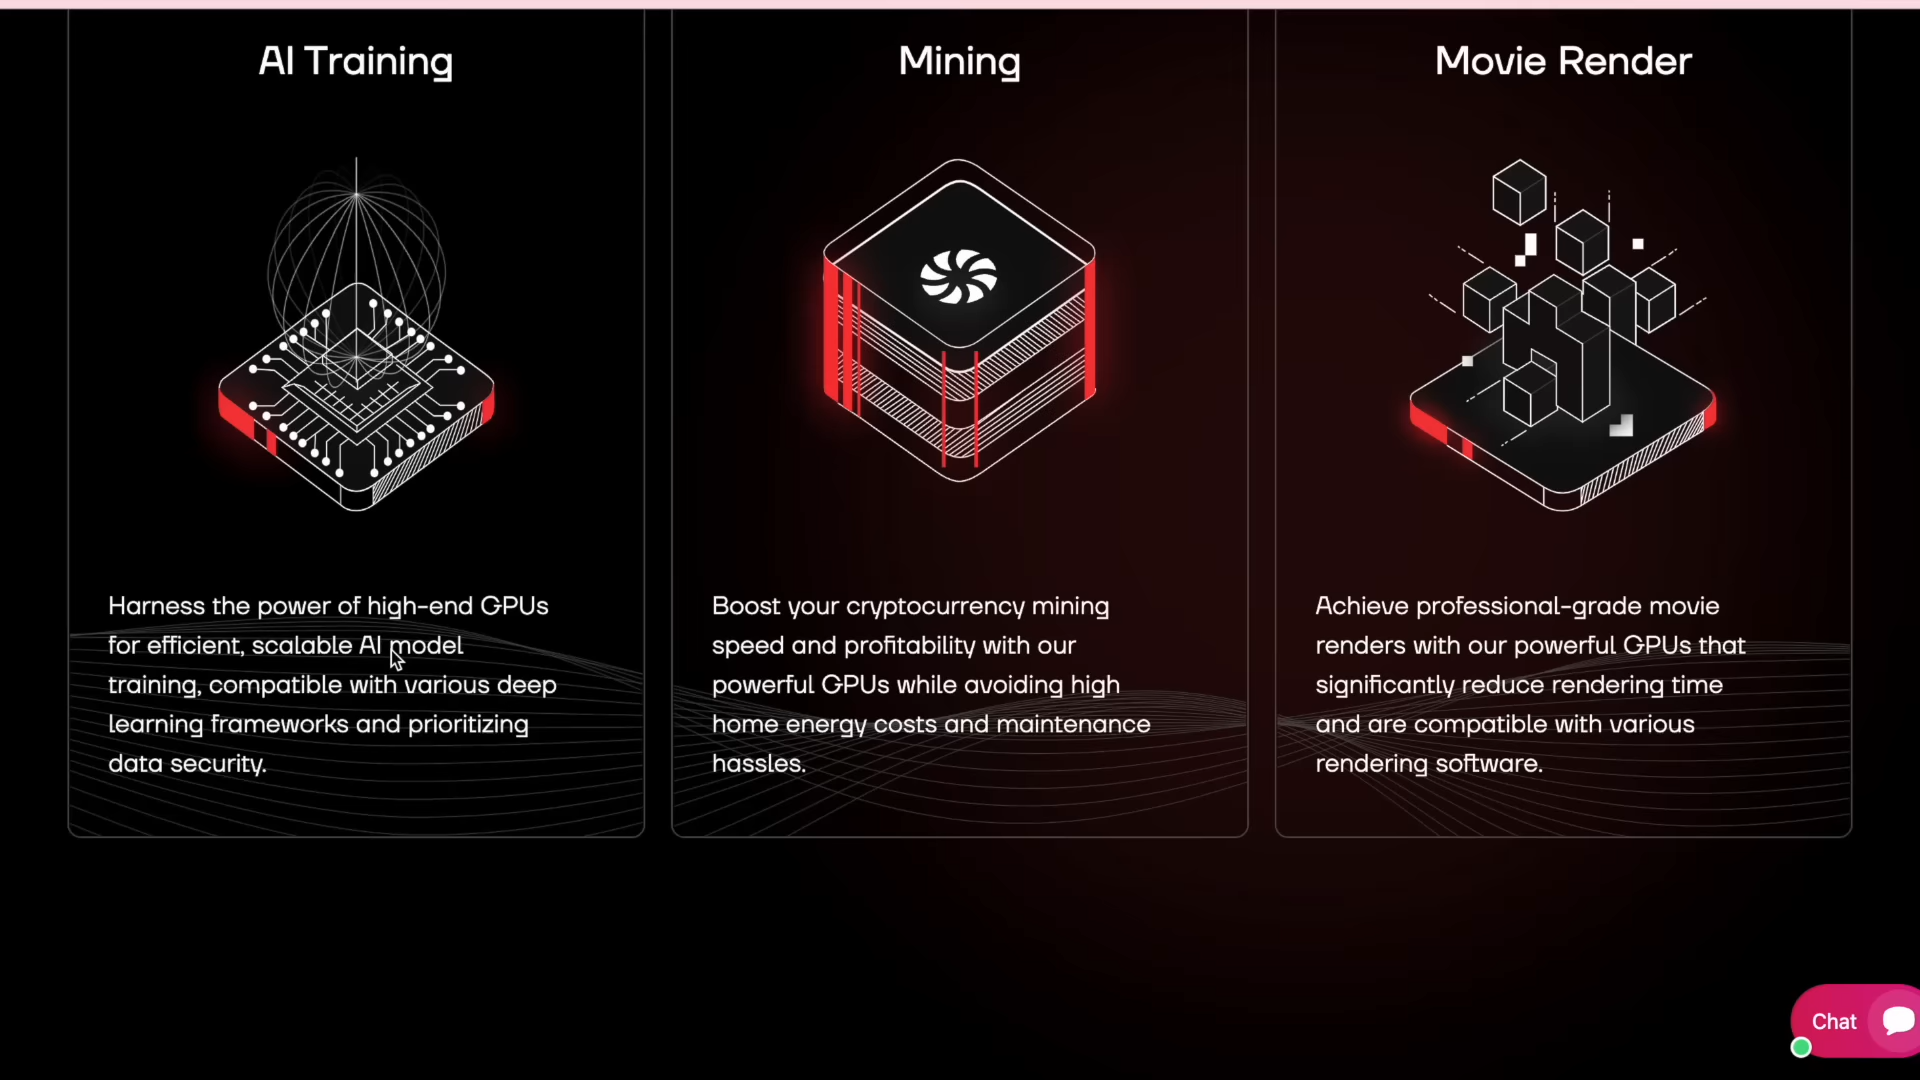 AI Training
Harness the power of high-end GPUs
for efficient, scalable AI model
training, compatible with various deep
learning frameworks and prioritizing
data security.
Mining
Boost your cryptocurrency mining
speed and profitability with our
powerful GPUs while avoiding high
home energy costs and maintenance
hassles.
Movie Render
Achieve professional-grade movie
renders with our powerful GPUs that
significantly reduce rendering time
and are compatible with various
rendering software.
Chat